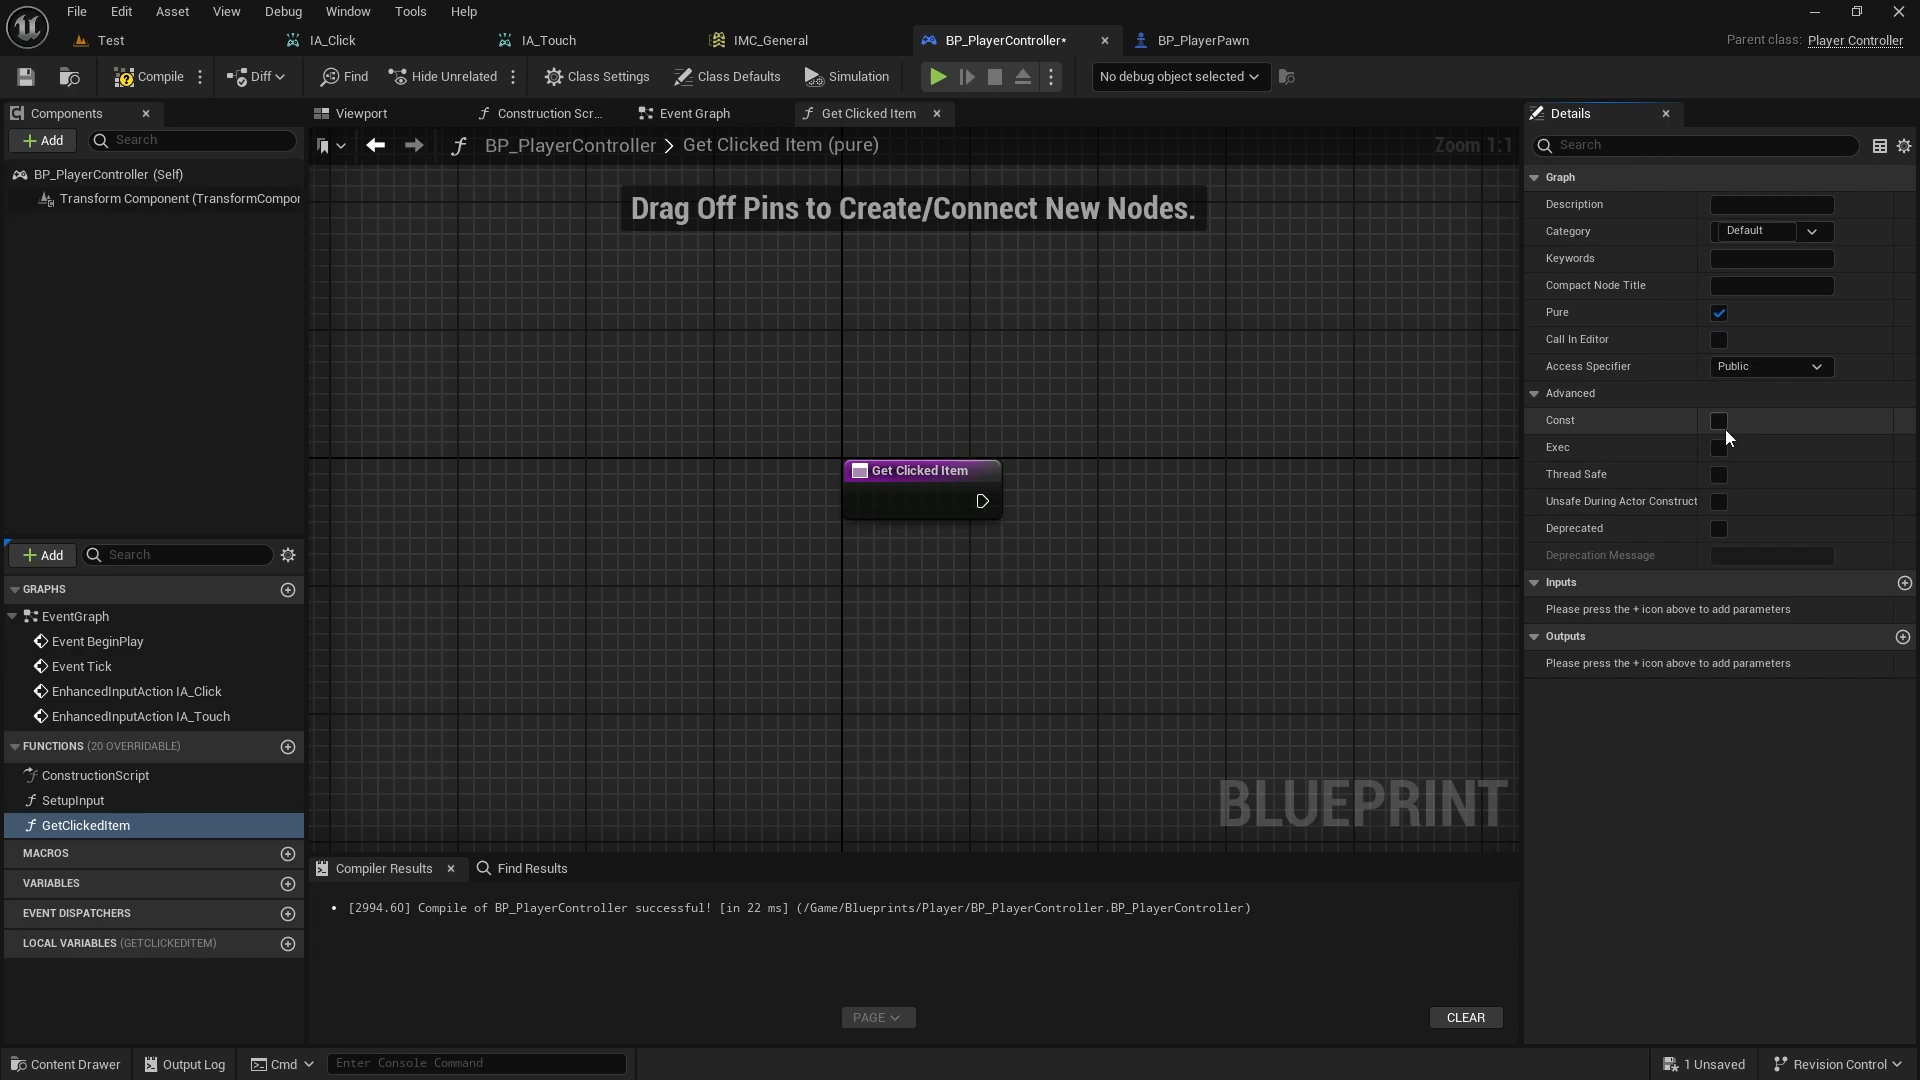 File Edit Asset View Debug Window Tools Help
Test IA_Click IA_Touch IMC_General BP_PlayerController* BP_PlayerPawn Parent class: Player Controller
Compile Diff Find Hide Unrelated Class Settings Class Defaults Simulation No debug object selected
Components Viewport Construction Scr... Event Graph Get Clicked Item Details
Add Search BP_PlayerController > Get Clicked Item (pure) Zoom 1:1 Search
BP_PlayerController (Self)
Transform Component (TransformCompor
Drag Off Pins to Create/Connect New Nodes.
Get Clicked Item
BLUEPRINT
Graph
Description
Category Default
Keywords
Compact Node Title
Pure
Call In Editor
Access Specifier Public
Advanced
Const
Exec
Thread Safe
Unsafe During Actor Construct
Deprecated
Deprecation Message
Inputs
Please press the + icon above to add parameters
Outputs
Please press the + icon above to add parameters
Add Search
GRAPHS
EventGraph
Event BeginPlay
Event Tick
EnhancedInputAction IA_Click
EnhancedInputAction IA_Touch
FUNCTIONS (20 OVERRIDABLE)
ConstructionScript
SetupInput
GetClickedItem
MACROS
VARIABLES
EVENT DISPATCHERS
LOCAL VARIABLES (GETCLICKEDITEM)
Compiler Results Find Results
[2994.60] Compile of BP_PlayerController successful! [in 22 ms] (/Game/Blueprints/Player/BP_PlayerController.BP_PlayerController)
PAGE CLEAR
Content Drawer Output Log Cmd Enter Console Command 1 Unsaved Revision Control